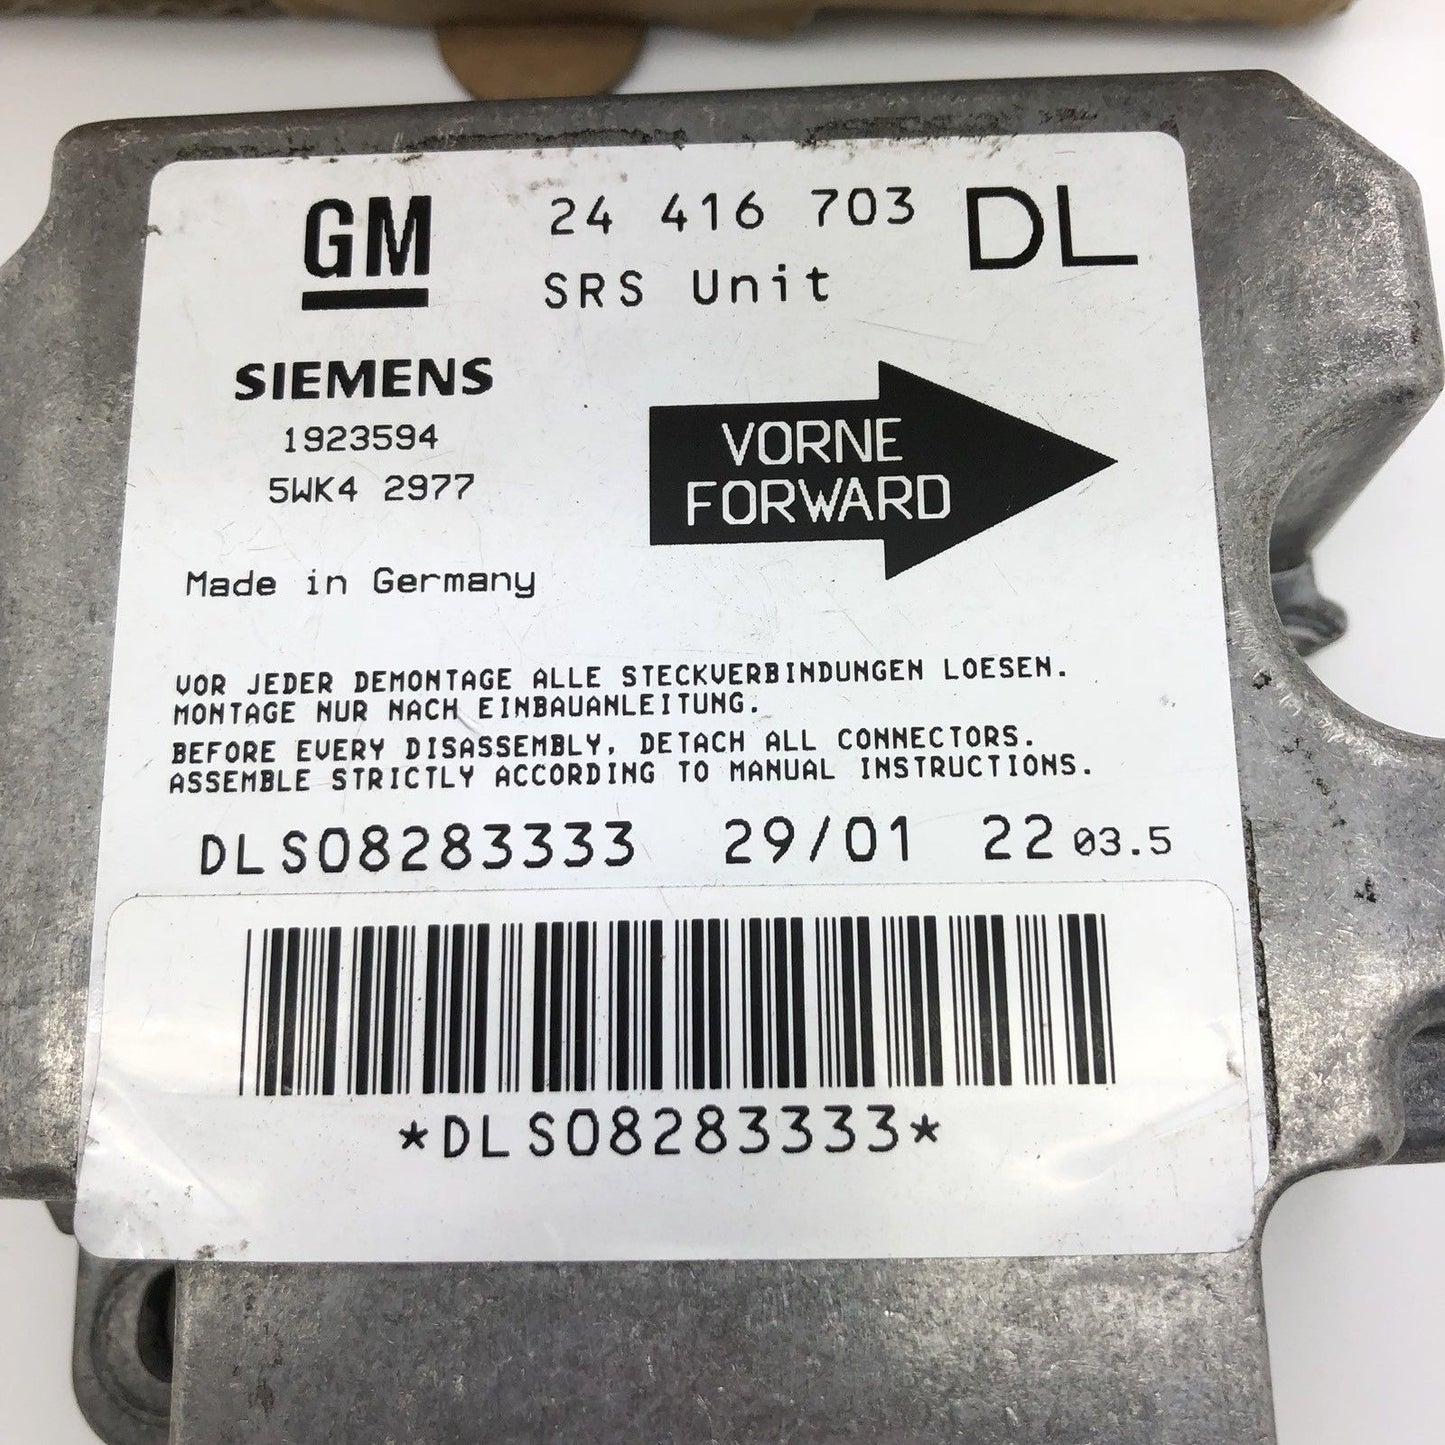 GM
24 416 703 DL
SRS Unit
SIEMENS
1923594
5WK4 2977
VORNE
FORWARD
Made in Germany
VOR JEDER DEMONTAGE ALLE STECKVERBINDUNGEN LOESEN.
MONTAGE NUR NACH EINBAUANLEITUNG.
BEFORE EVERY DISASSEMBLY, DETACH ALL CONNECTORS.
ASSEMBLE STRICTLY ACCORDING TO MANUAL INSTRUCTIONS.
DLS08283333 29/01 22 03.5
*DLS08283333*